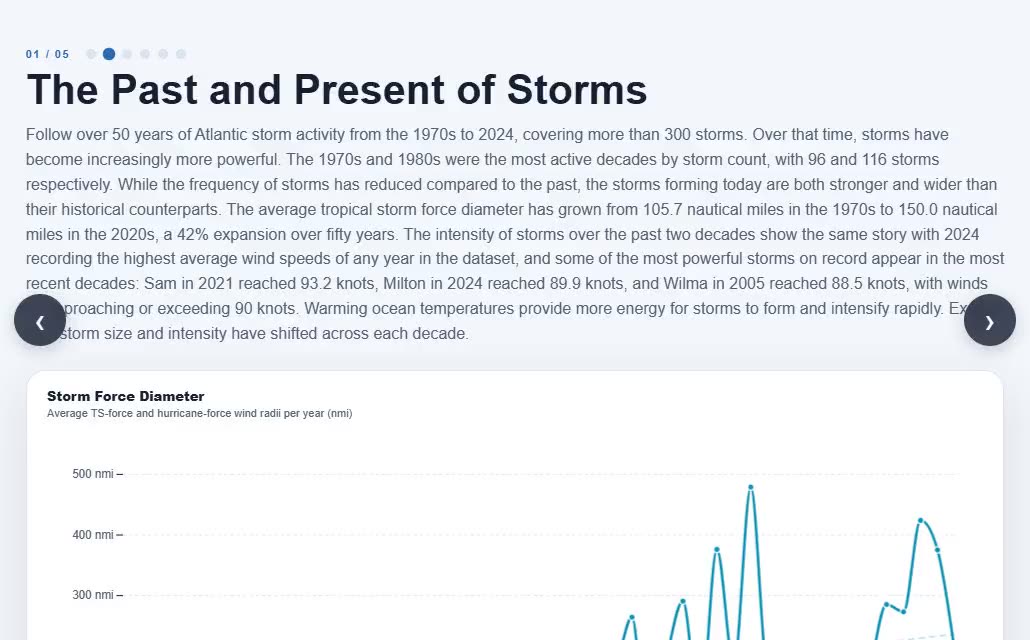 01 / 05
The Past and Present of Storms
Follow over 50 years of Atlantic storm activity from the 1970s to 2024, covering more than 300 storms. Over that time, storms have
become increasingly more powerful. The 1970s and 1980s were the most active decades by storm count, with 96 and 116 storms
respectively. While the frequency of storms has reduced compared to the past, the storms forming today are both stronger and wider than
their historical counterparts. The average tropical storm force diameter has grown from 105.7 nautical miles in the 1970s to 150.0 nautical
miles in the 2020s, a 42% expansion over fifty years. The intensity of storms over the past two decades show the same story with 2024
recording the highest average wind speeds of any year in the dataset, and some of the most powerful storms on record appear in the most
recent decades: Sam in 2021 reached 93.2 knots, Milton in 2024 reached 89.9 knots, and Wilma in 2005 reached 88.5 knots, with winds
proaching or exceeding 90 knots. Warming ocean temperatures provide more energy for storms to form and intensify rapidly. Ex
storm size and intensity have shifted across each decade.
‹
›
Storm Force Diameter
Average TS-force and hurricane-force wind radii per year (nmi)
500 nmi
400 nmi
300 nmi